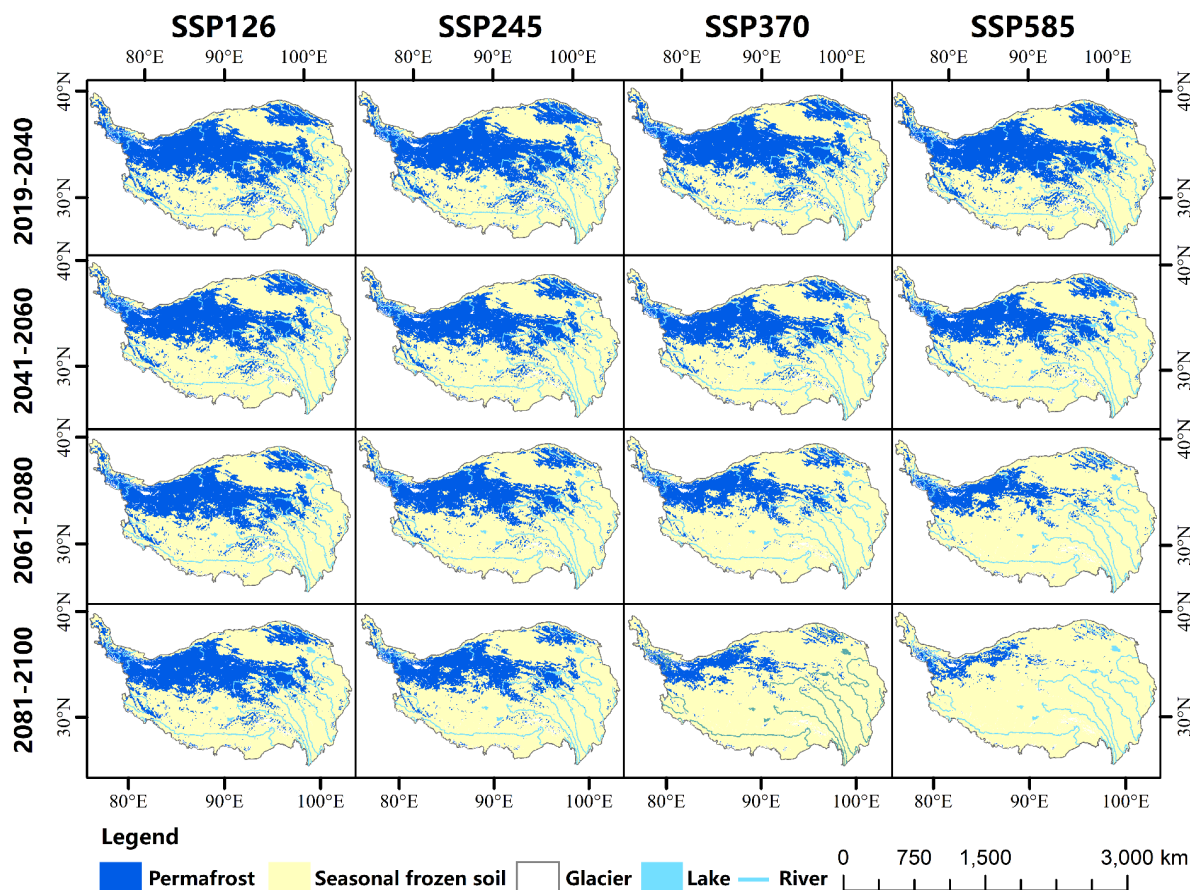 SSP126 SSP245 SSP370 SSP585
80°E 90°E 100°E 80°E 90°E 100°E 80°E 90°E 100°E 80°E 90°E 100°E
40°N 40°N
2019-2040
30°N 30°N
40°N 40°N
2041-2060
30°N 30°N
40°N 40°N
2061-2080
30°N 30°N
40°N 40°N
2081-2100
30°N 30°N
80°E 90°E 100°E 80°E 90°E 100°E 80°E 90°E 100°E 80°E 90°E 100°E
Legend
Permafrost Seasonal frozen soil Glacier Lake River
0 750 1,500 3,000 km